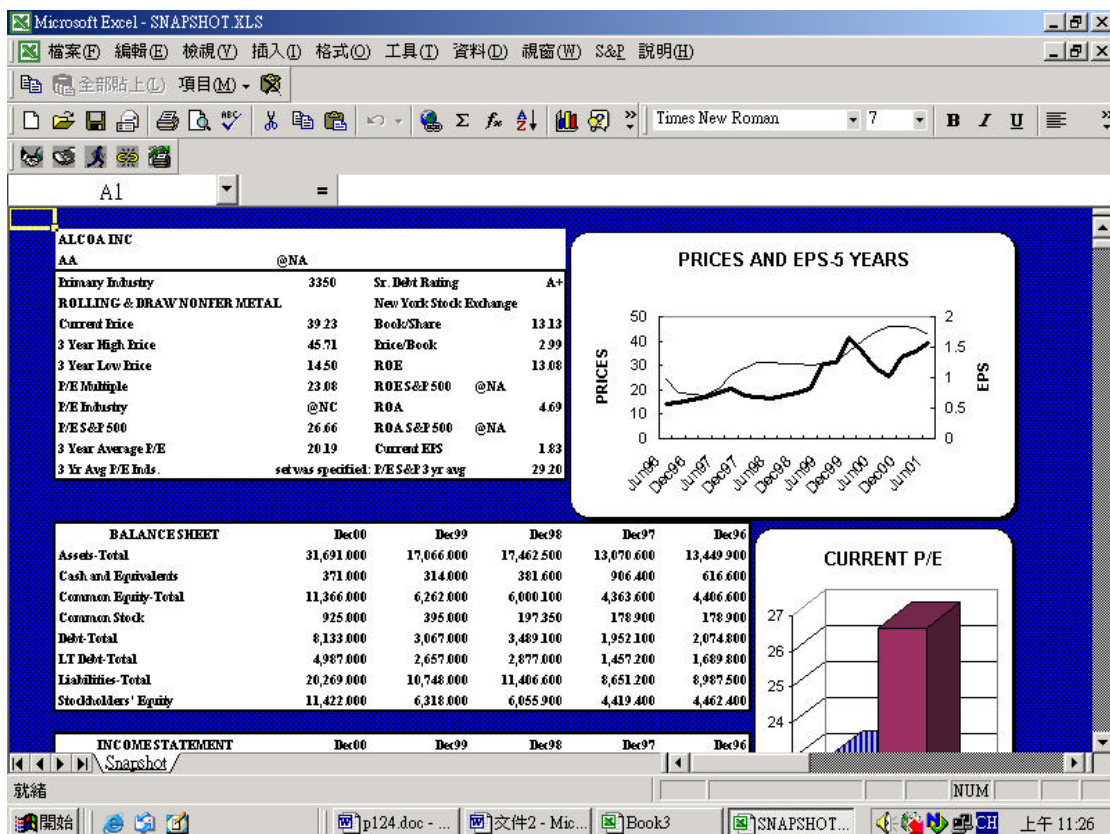 Microsoft Excel - SNAPSHOT.XLS
檔案(F) 編輯(E) 檢視(V) 插入(I) 格式(O) 工具(T) 資料(D) 視窗(W) S&P 說明(H)
全部貼上(L) 項目(M)
ABC Σ fx Times New Roman 7 B I U
A1 =
ALCOA INC
AA @NA
Primary Industry 3350 Sr. Debt Rating A+
ROLLING & DRAW NONFER METAL New York Stock Exchange
Current Price 39.23 Book/Share 13.13
3 Year High Price 45.71 Price/Book 2.99
3 Year Low Price 14.50 ROE 13.08
P/E Multiple 23.08 ROE S&P 500 @NA
P/E Industry @NC ROA 4.69
P/E S&P 500 26.66 ROA S&P 500 @NA
3 Year Average P/E 20.19 Current EPS 1.83
3 Yr Avg P/E Inds. set was specified: P/E S&P 3 yr avg 29.20
PRICES AND EPS-5 YEARS
50 40 30 20 10 0
PRICES
2 1.5 1 0.5 0
EPS
Jun96 Dec96 Jun97 Dec97 Jun98 Dec98 Jun99 Dec99 Jun00 Dec00 Jun01
BALANCE SHEET Dec00 Dec99 Dec98 Dec97 Dec96
Assets-Total 31,691.000 17,066.000 17,462.500 13,070.600 13,449.900
Cash and Equivalents 371.000 314.000 381.600 906.400 616.600
Common Equity-Total 11,366.000 6,262.000 6,000.100 4,363.600 4,406.600
Common Stock 925.000 395.000 197.350 178.900 178.900
Debt-Total 8,133.000 3,067.000 3,489.100 1,952.100 2,074.800
LT Debt-Total 4,987.000 2,657.000 2,877.000 1,457.200 1,689.800
Liabilities-Total 20,269.000 10,748.000 11,406.600 8,651.200 8,987.500
Stockholders' Equity 11,422.000 6,318.000 6,055.900 4,419.400 4,462.400
CURRENT P/E
27
26
25
24
INCOME STATEMENT Dec00 Dec99 Dec98 Dec97 Dec96
Snapshot
就緒 NUM
開始 p124.doc - ... 文件2 - Mic... Book3 SNAPSHOT... CH 上午 11:26